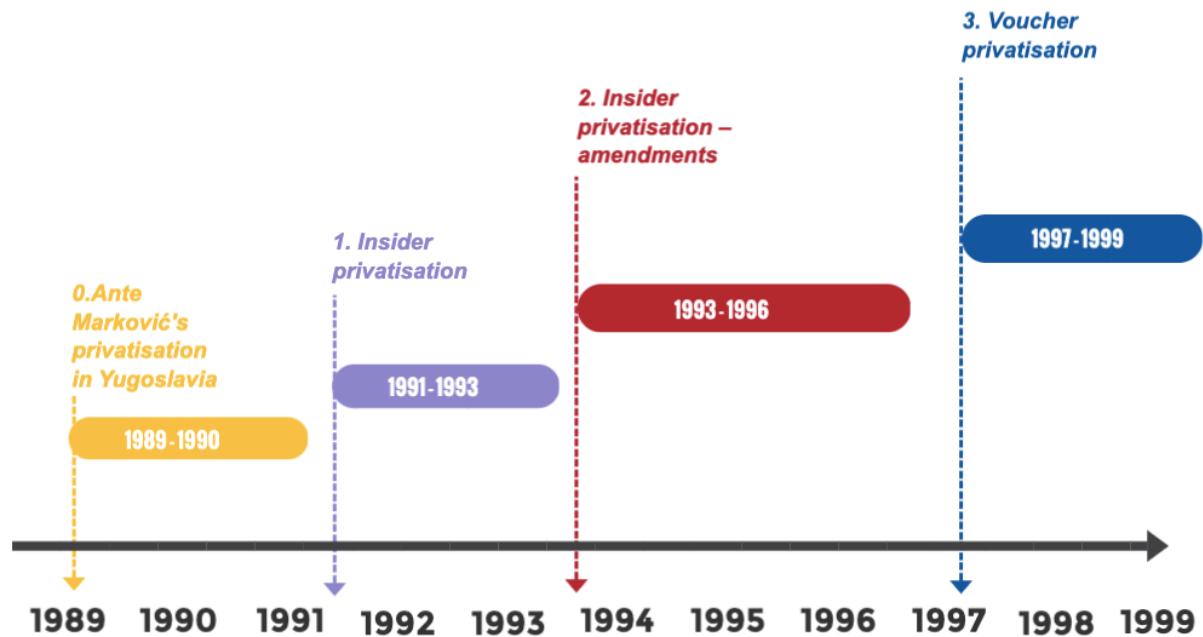 3. Voucher
privatisation
2. Insider
privatisation –
amendments
1997-1999
1. Insider
privatisation
0.Ante
Marković's
privatisation
in Yugoslavia
1993-1996
1991-1993
1989-1990
1989 1990 1991 1992 1993 1994 1995 1996 1997 1998 1999